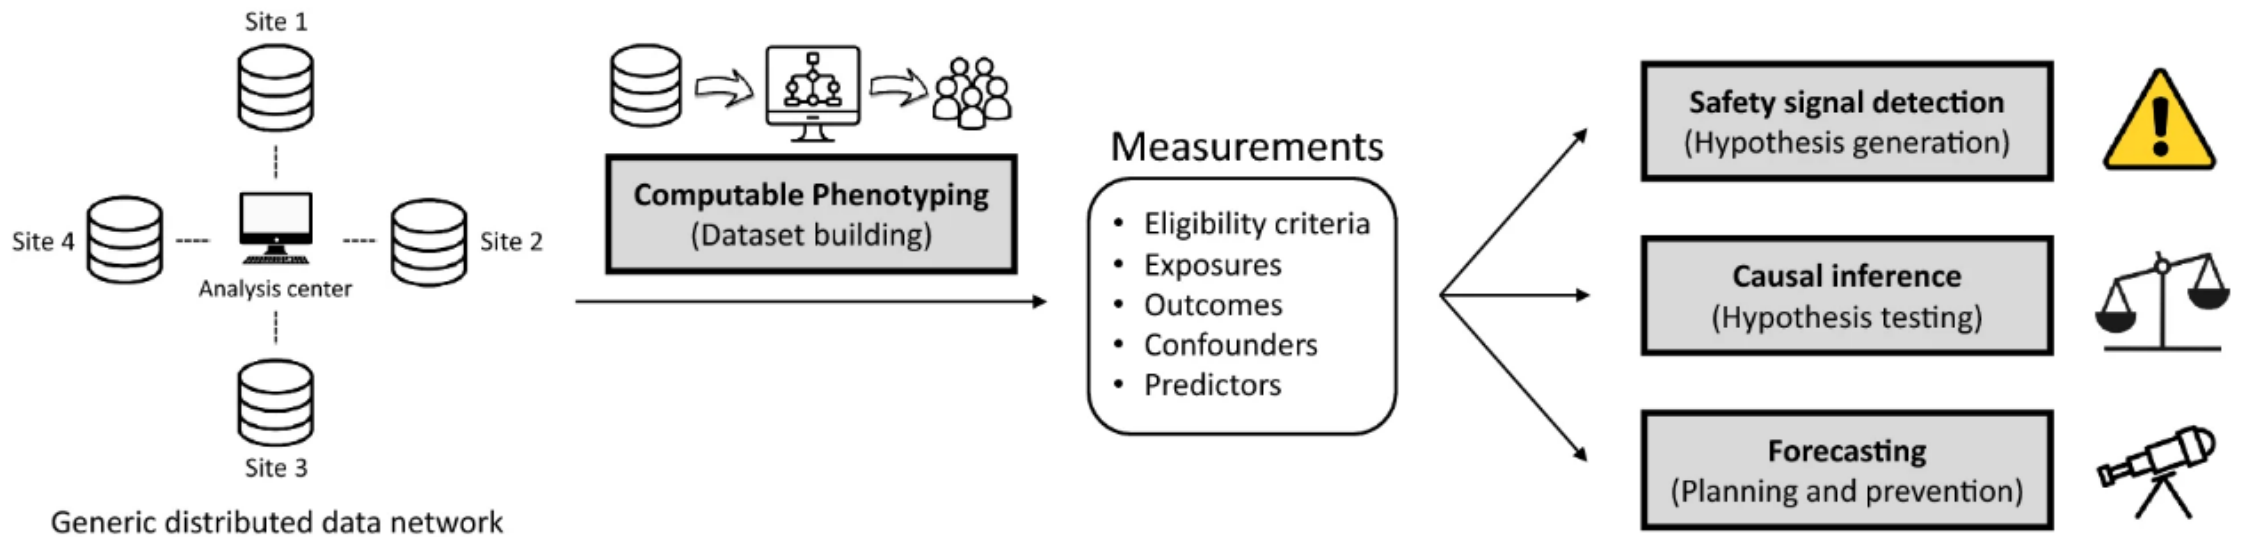 Site 1
Site 4
Site 2
Analysis center
Site 3
Generic distributed data network
Computable Phenotyping
(Dataset building)
Measurements
• Eligibility criteria
• Exposures
• Outcomes
• Confounders
• Predictors
Safety signal detection
(Hypothesis generation)
Causal inference
(Hypothesis testing)
Forecasting
(Planning and prevention)